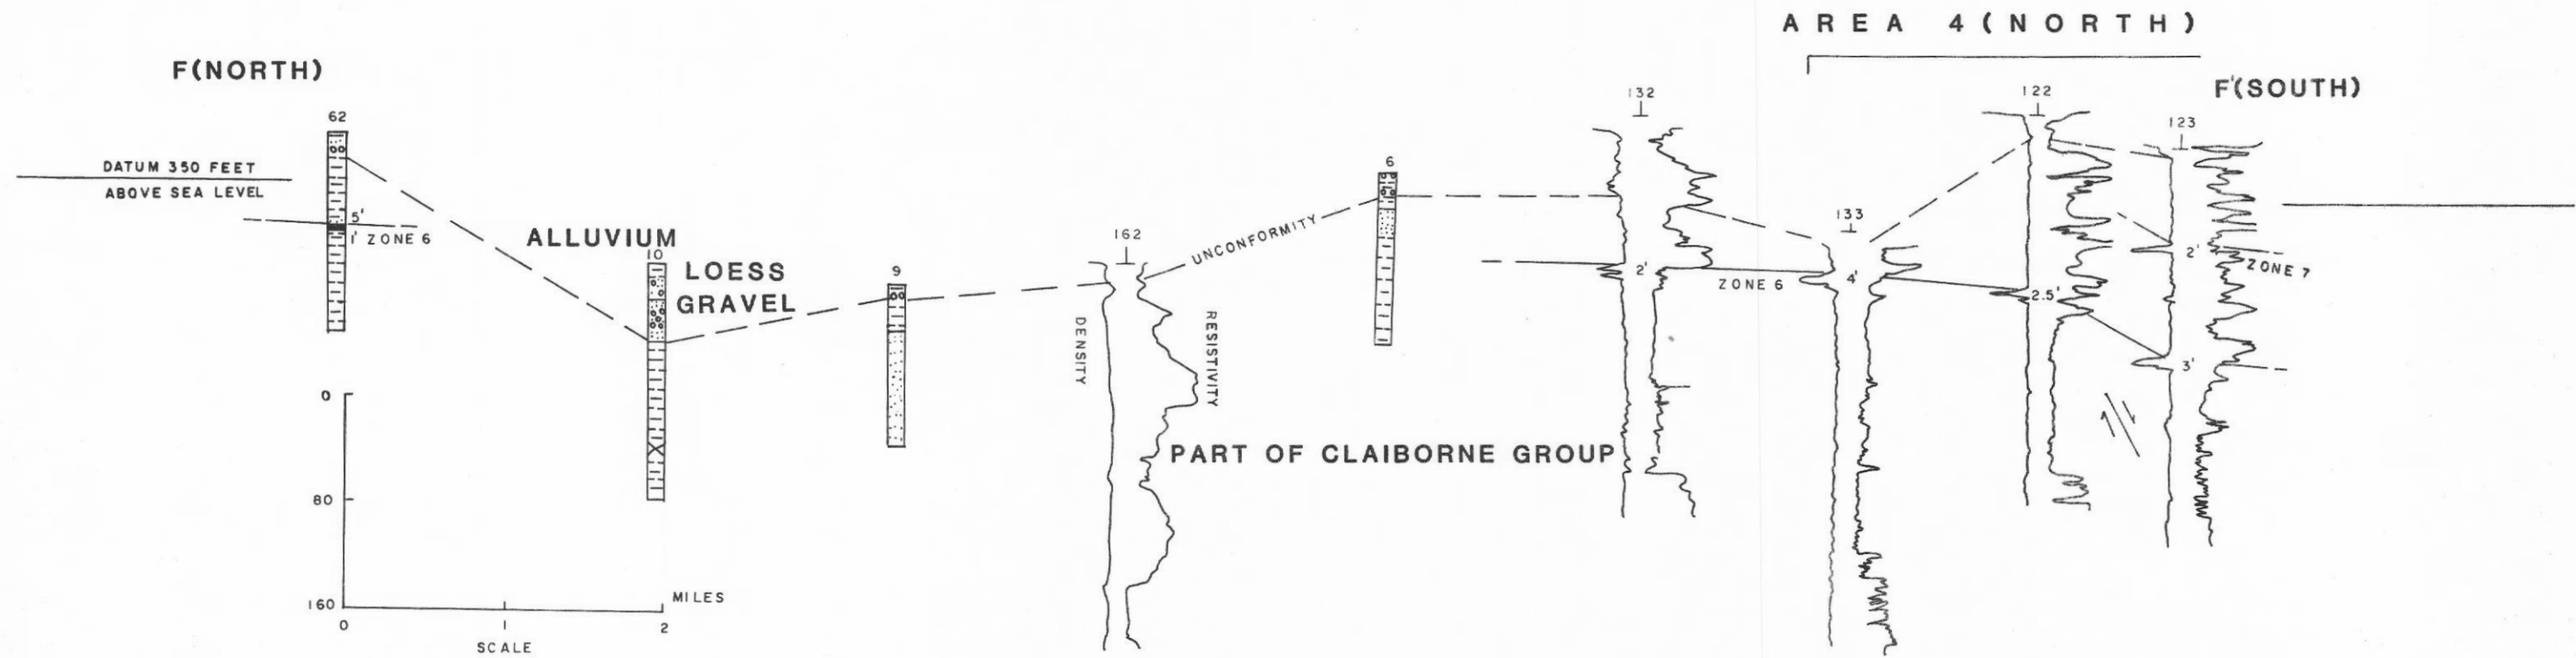 AREA 4 (NORTH)
F(NORTH)
F'(SOUTH)
62
132
122
123
6
DATUM 350 FEET
ABOVE SEA LEVEL
5'
1' ZONE 6
ALLUVIUM
10
LOESS
GRAVEL
9
162
UNCONFORMITY
133
2'
ZONE 6
4'
2.5'
2'
ZONE 7
3'
DENSITY
RESISTIVITY
PART OF CLAIBORNE GROUP
0
80
160
MILES
0 1 2
SCALE